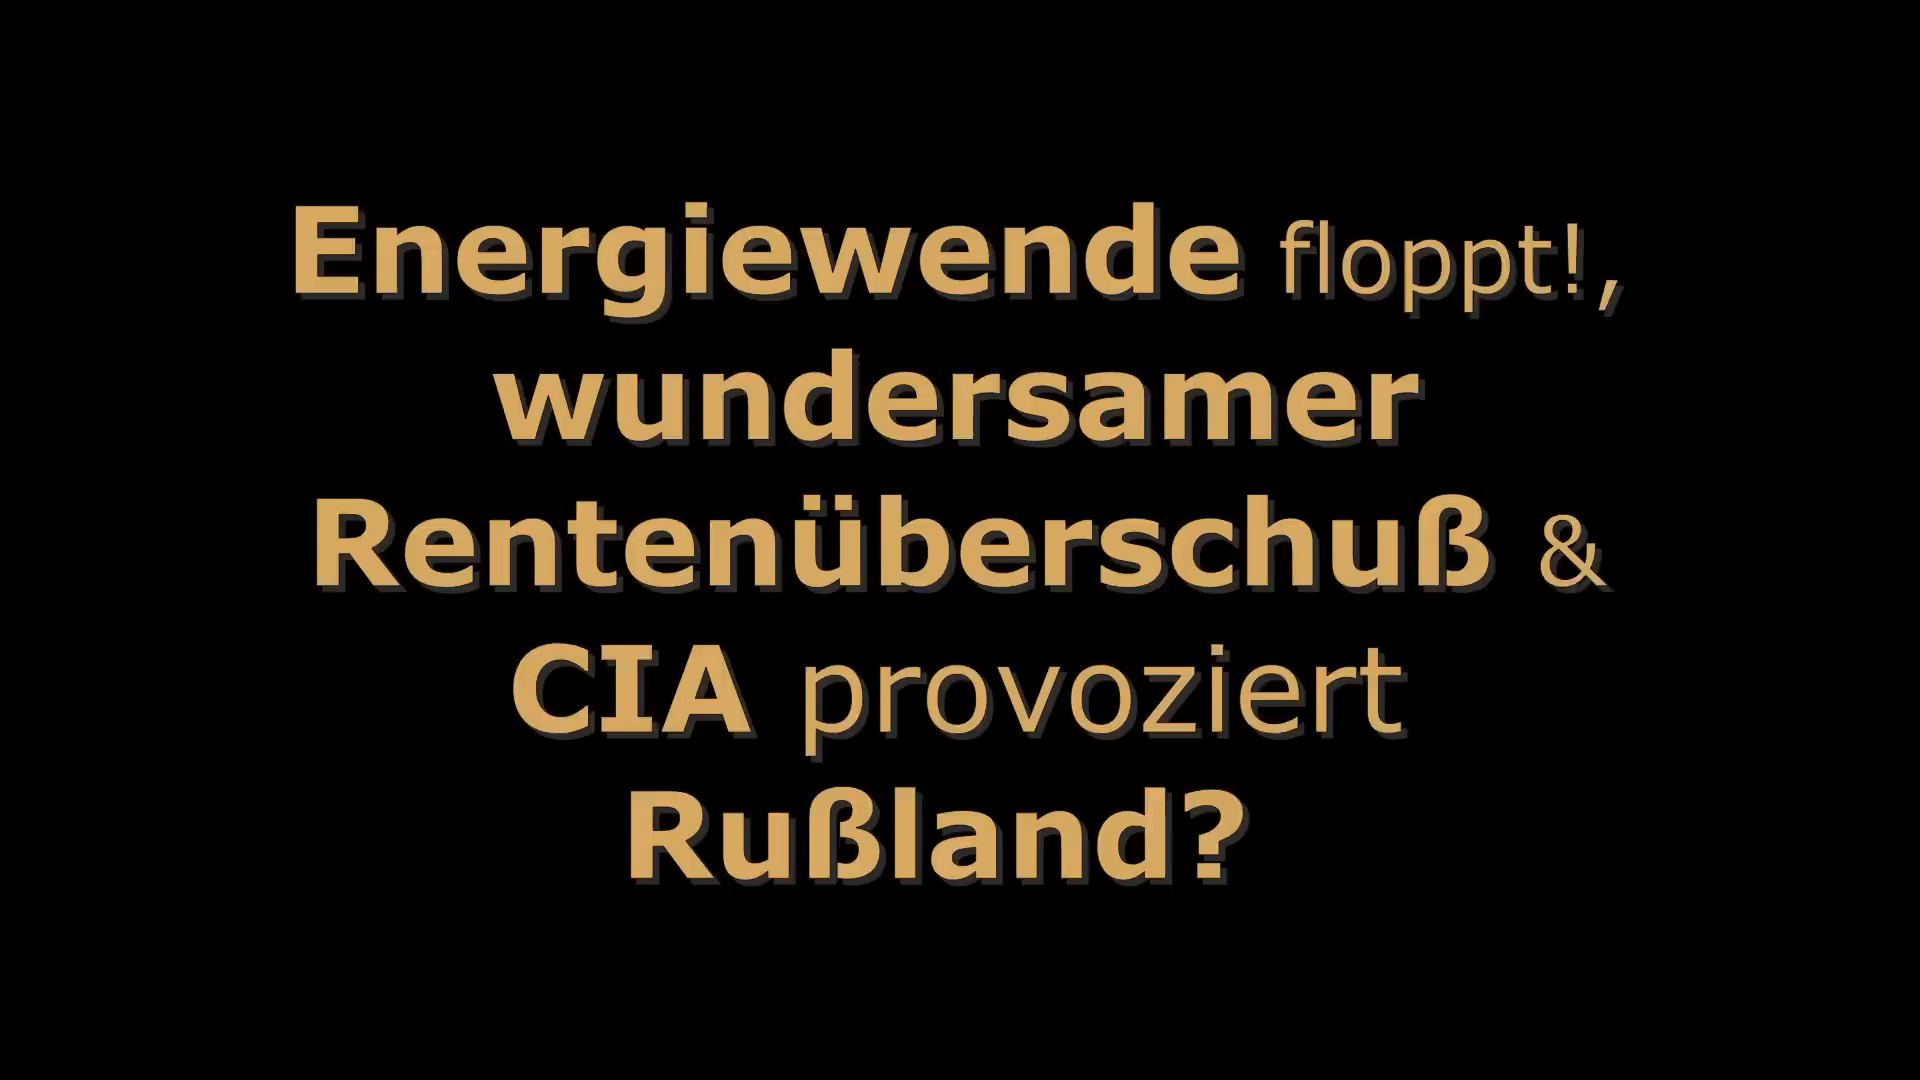 Energiewende floppt!,
wundersamer
Rentenüberschuß &
CIA provoziert
Rußland?